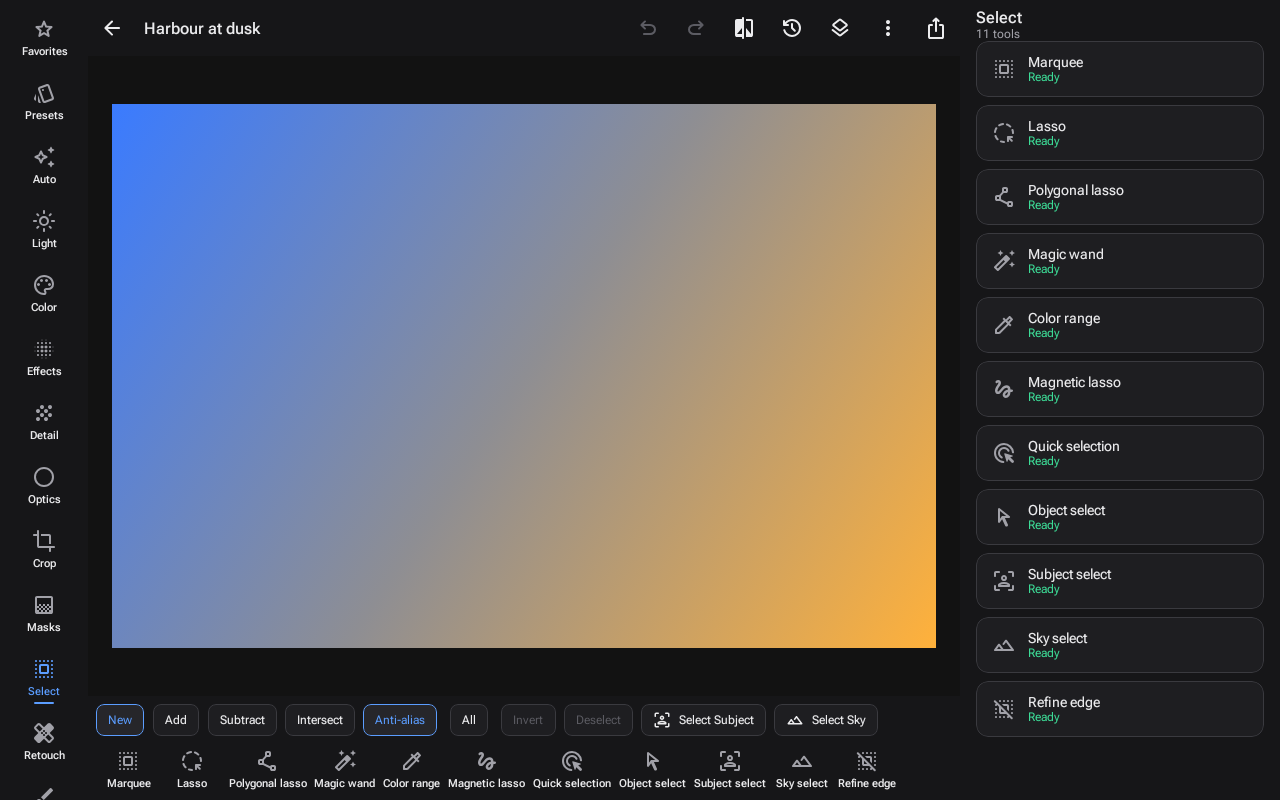 Favorites
Presets
Auto
Light
Color
Effects
Detail
Optics
Crop
Masks
Select
Retouch
Harbour at dusk
New
Add
Subtract
Intersect
Anti-alias
All
Invert
Deselect
Select Subject
Select Sky
Marquee
Lasso
Polygonal lasso
Magic wand
Color range
Magnetic lasso
Quick selection
Object select
Subject select
Sky select
Refine edge
Select
11 tools
Marquee
Ready
Lasso
Ready
Polygonal lasso
Ready
Magic wand
Ready
Color range
Ready
Magnetic lasso
Ready
Quick selection
Ready
Object select
Ready
Subject select
Ready
Sky select
Ready
Refine edge
Ready